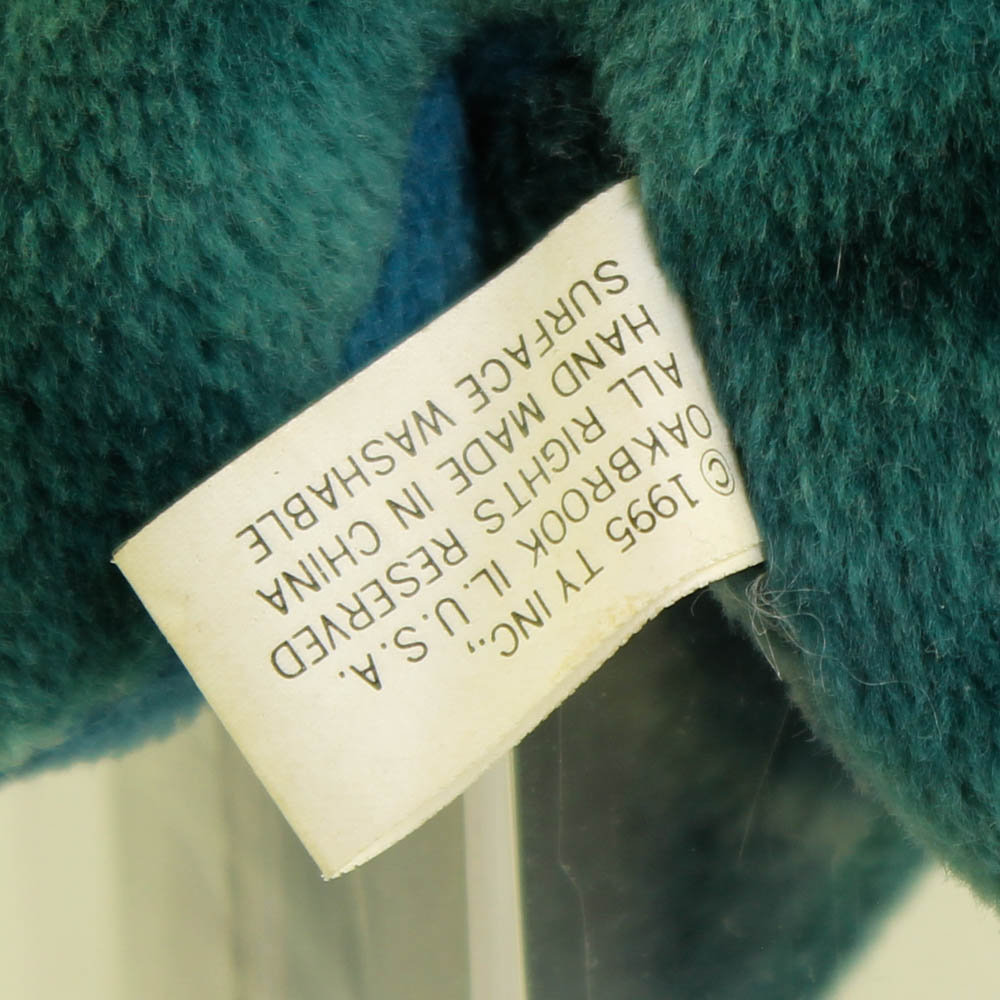 © 1995 TY INC.,
OAKBROOK IL. U.S.A.
ALL RIGHTS RESERVED
HAND MADE IN CHINA
SURFACE WASHABLE